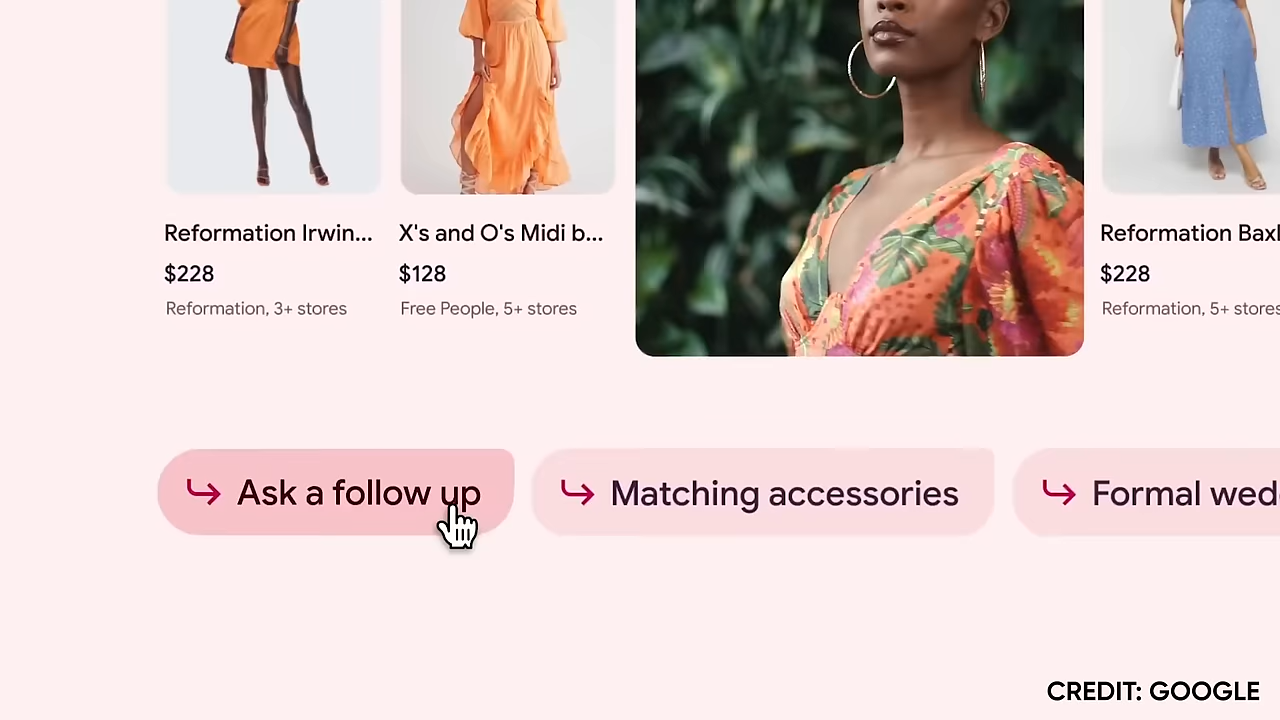 Reformation Irwin...
$228
Reformation, 3+ stores
X's and O's Midi b...
$128
Free People, 5+ stores
Reformation Baxl
$228
Reformation, 5+ stores
Ask a follow up
Matching accessories
Formal wed
CREDIT: GOOGLE